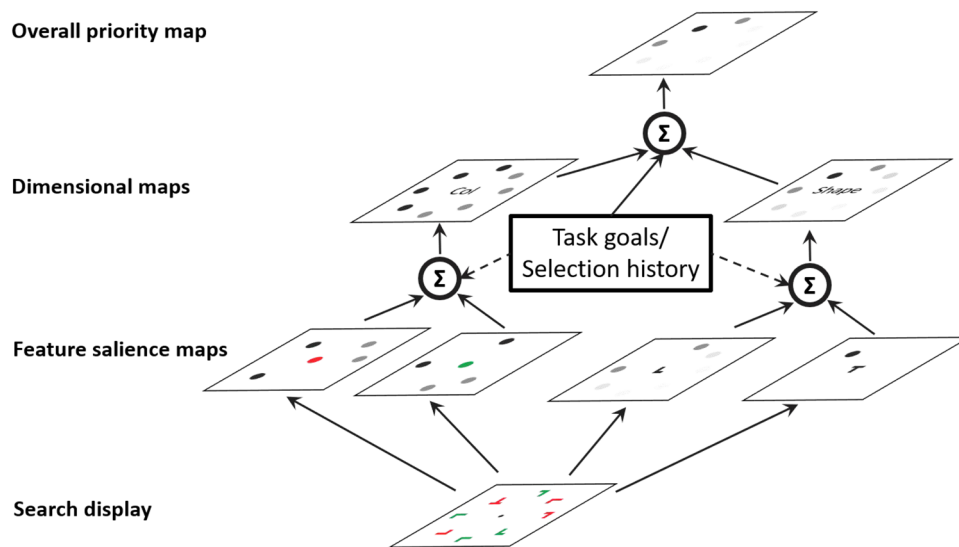 Overall priority map
Σ
Dimensional maps
Col
Shape
Task goals/
Selection history
Σ
Σ
Feature salience maps
L
T
Search display